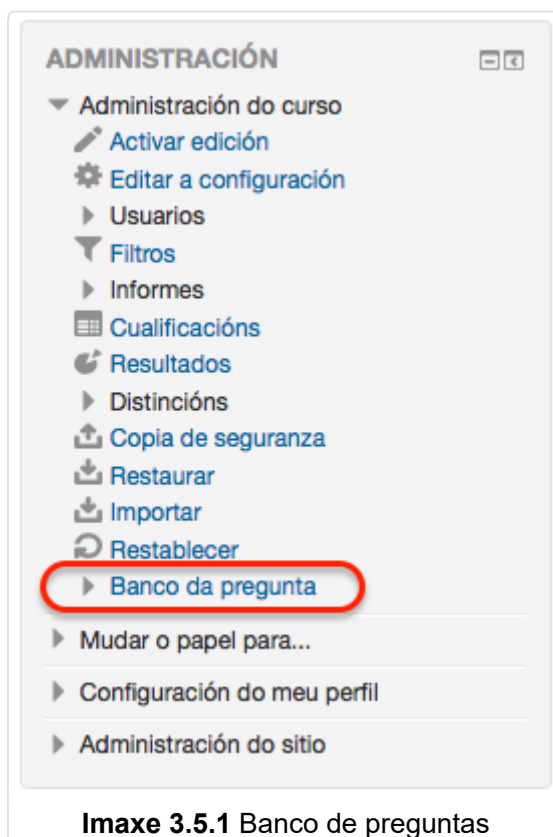 ADMINISTRACIÓN
Administración do curso
Activar edición
Editar a configuración
Usuarios
Filtros
Informes
Cualificacións
Resultados
Distincións
Copia de seguranza
Restaurar
Importar
Restablecer
Banco da pregunta
Mudar o papel para...
Configuración do meu perfil
Administración do sitio
Imaxe 3.5.1 Banco de preguntas